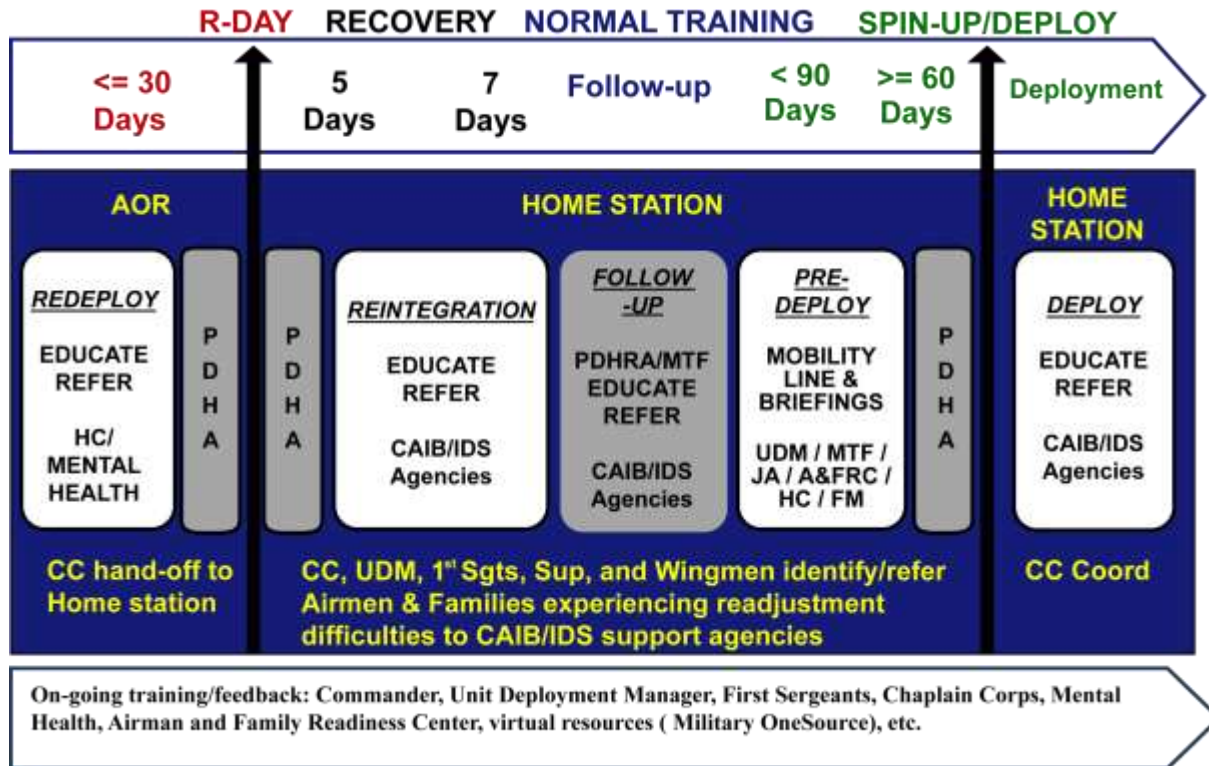 R-DAY RECOVERY NORMAL TRAINING SPIN-UP/DEPLOY
<= 30
Days
5
Days
7
Days
Follow-up
< 90
Days
>= 60
Days
Deployment
AOR
HOME STATION
HOME
STATION
REDEPLOY
EDUCATE
REFER
HC/
MENTAL
HEALTH
P
D
H
A
P
D
H
A
REINTEGRATION
EDUCATE
REFER
CAIB/IDS
Agencies
FOLLOW
-UP
PDHRA/MTF
EDUCATE
REFER
CAIB/IDS
Agencies
PRE-
DEPLOY
MOBILITY
LINE &
BRIEFINGS
UDM / MTF /
JA / A&FRC /
HC / FM
P
D
H
A
DEPLOY
EDUCATE
REFER
CAIB/IDS
Agencies
CC hand-off to
Home station
CC, UDM, 1st Sgts, Sup, and Wingmen identify/refer
Airmen & Families experiencing readjustment
difficulties to CAIB/IDS support agencies
CC Coord
On-going training/feedback: Commander, Unit Deployment Manager, First Sergeants, Chaplain Corps, Mental
Health, Airman and Family Readiness Center, virtual resources ( Military OneSource), etc.